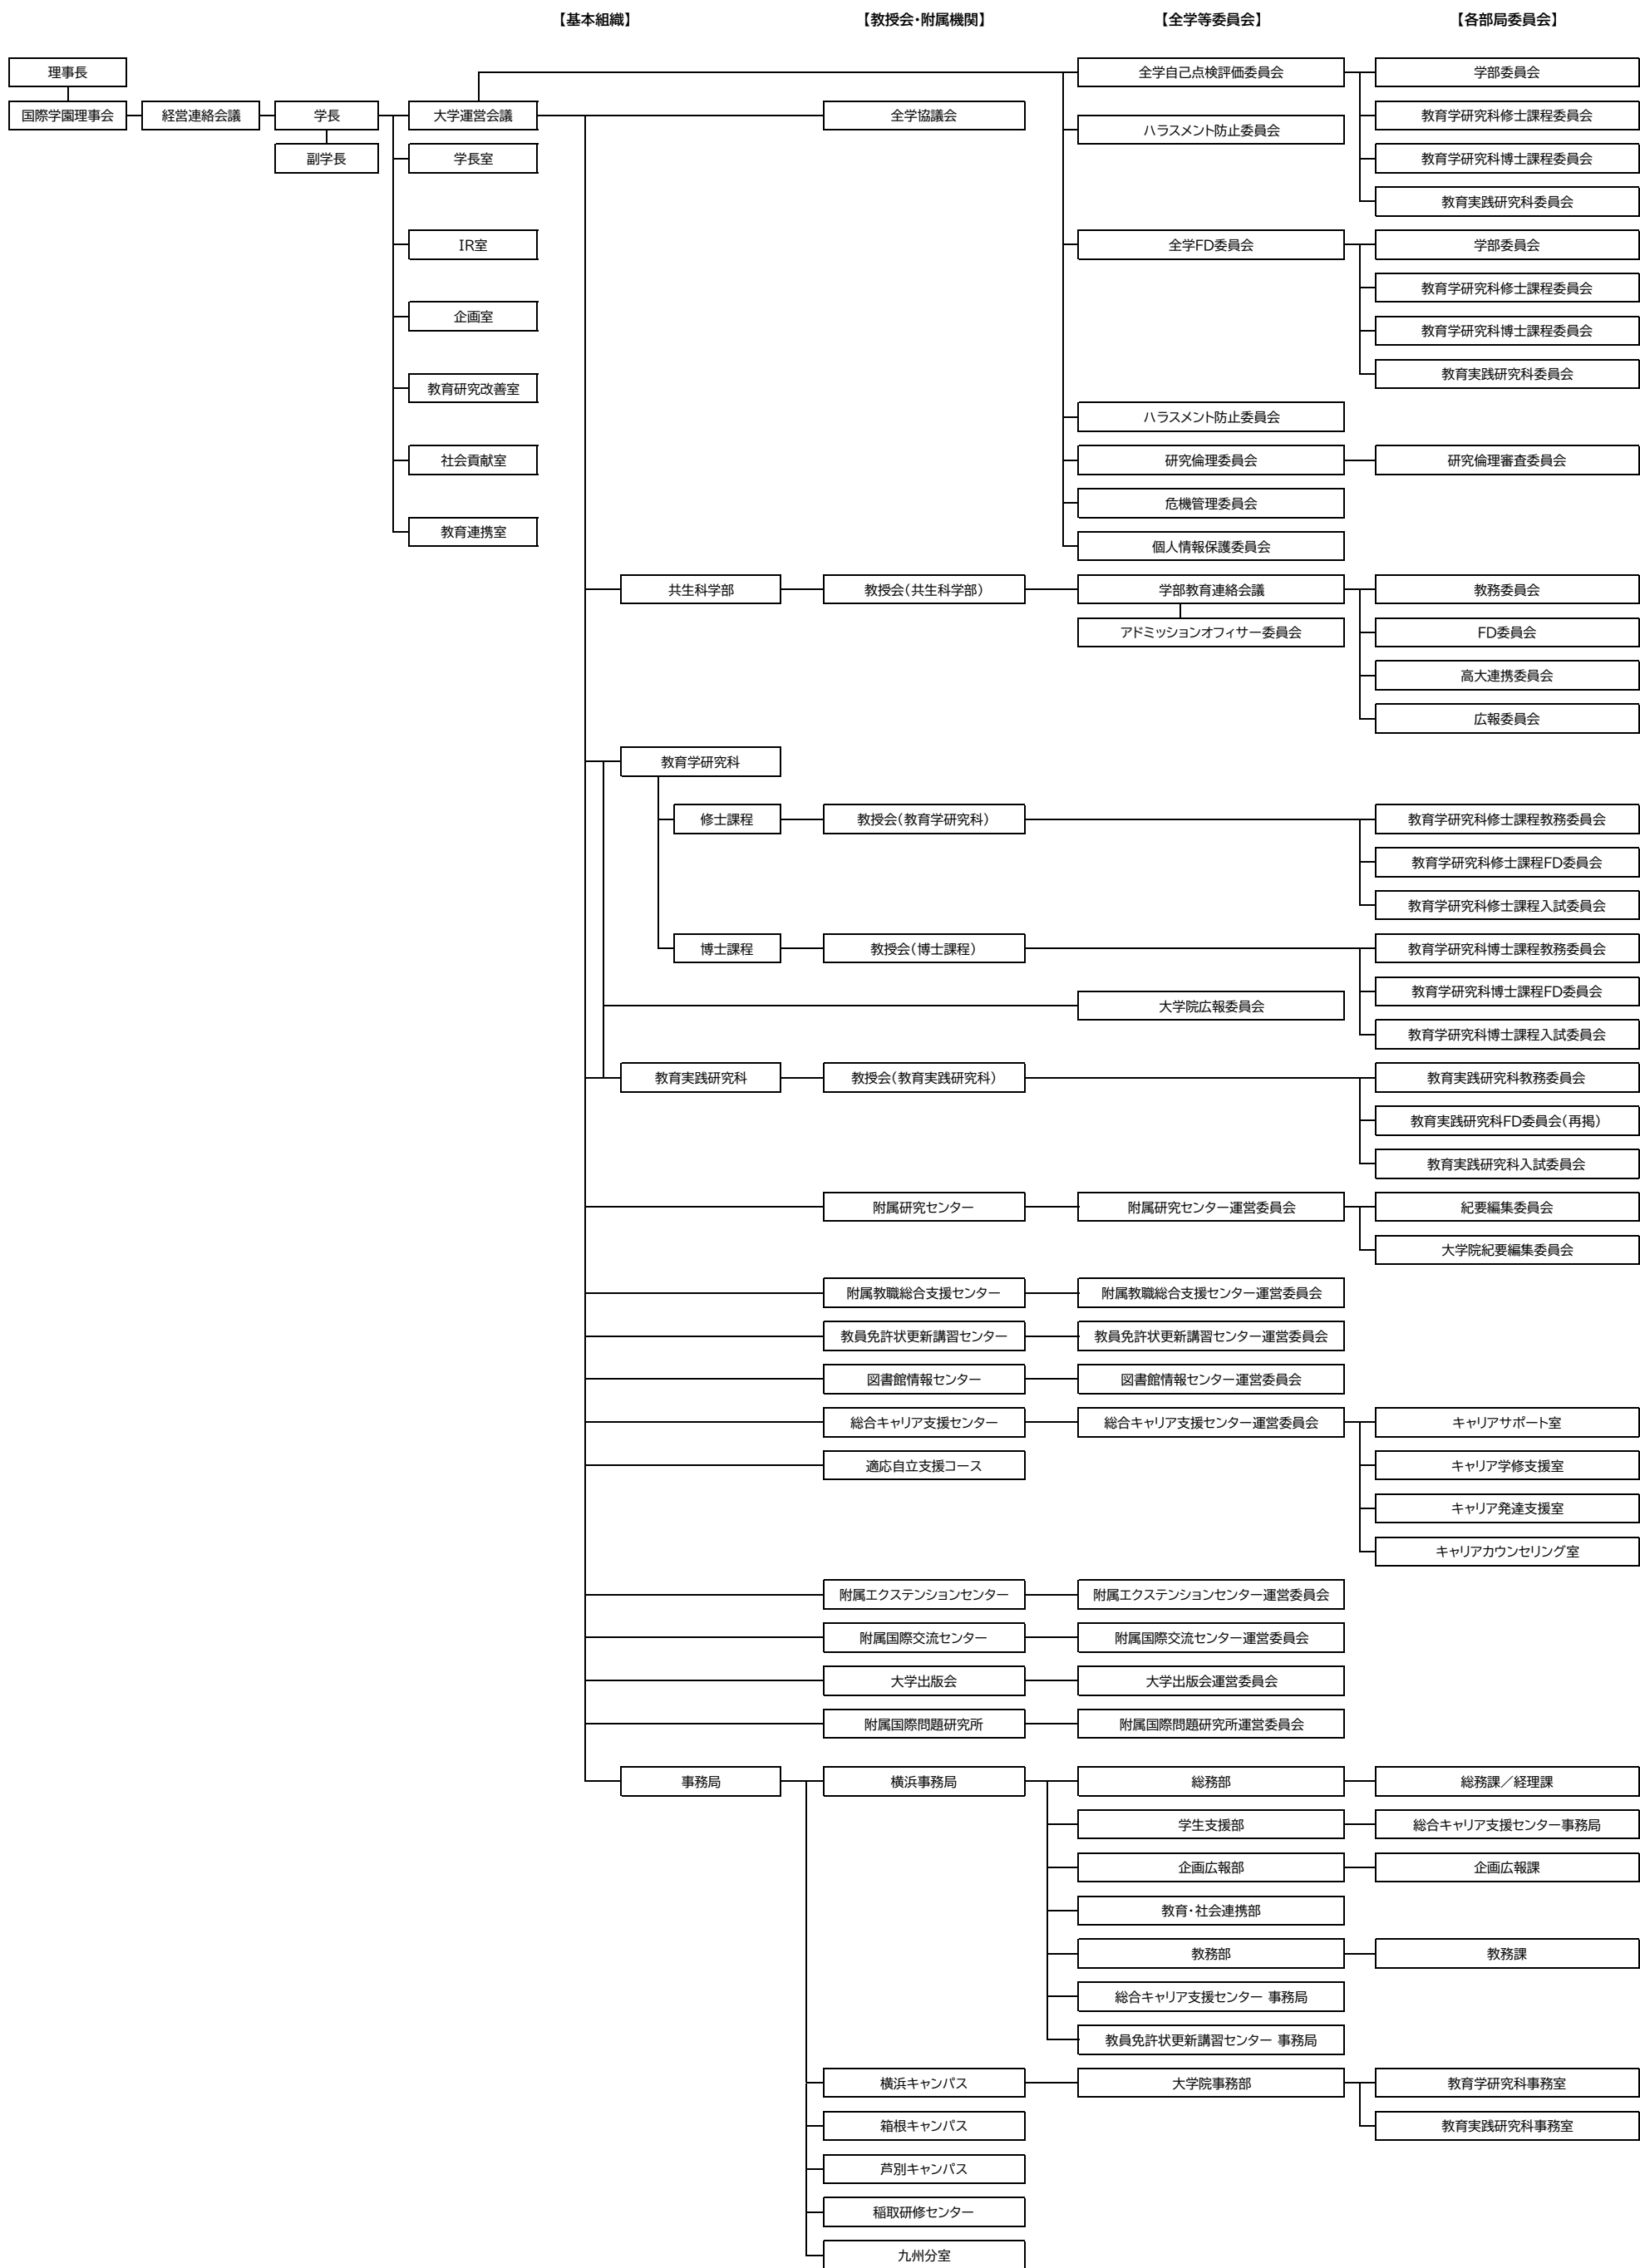 【基本組織】 【教授会・附属機関】 【全学等委員会】 【各部局委員会】
理事長 全学自己点検評価委員会 学部委員会
国際学園理事会 経営連絡会議 学長 大学運営会議 全学協議会 ハラスメント防止委員会 教育学研究科修士課程委員会
副学長 学長室 教育学研究科博士課程委員会
教育実践研究科委員会
IR室 全学FD委員会 学部委員会
教育学研究科修士課程委員会
企画室 教育学研究科博士課程委員会
教育研究改善室 教育実践研究科委員会
ハラスメント防止委員会
社会貢献室 研究倫理委員会 研究倫理審査委員会
危機管理委員会
教育連携室 個人情報保護委員会
共生科学部 教授会(共生科学部) 学部教育連絡会議 教務委員会
アドミッションオフィサー委員会 FD委員会
高大連携委員会
広報委員会
教育学研究科
修士課程 教授会(教育学研究科) 教育学研究科修士課程教務委員会
教育学研究科修士課程FD委員会
教育学研究科修士課程入試委員会
博士課程 教授会(博士課程) 教育学研究科博士課程教務委員会
教育学研究科博士課程FD委員会
大学院広報委員会
教育学研究科博士課程入試委員会
教育実践研究科 教授会(教育実践研究科) 教育実践研究科教務委員会
教育実践研究科FD委員会(再掲)
教育実践研究科入試委員会
附属研究センター 附属研究センター運営委員会 紀要編集委員会
大学院紀要編集委員会
附属教職総合支援センター 附属教職総合支援センター運営委員会
教員免許状更新講習センター 教員免許状更新講習センター運営委員会
図書館情報センター 図書館情報センター運営委員会
総合キャリア支援センター 総合キャリア支援センター運営委員会 キャリアサポート室
適応自立支援コース キャリア学修支援室
キャリア発達支援室
キャリアカウンセリング室
附属エクステンションセンター 附属エクステンションセンター運営委員会
附属国際交流センター 附属国際交流センター運営委員会
大学出版会 大学出版会運営委員会
附属国際問題研究所 附属国際問題研究所運営委員会
事務局 横浜事務局 総務部 総務課／経理課
学生支援部 総合キャリア支援センター事務局
企画広報部 企画広報課
教育・社会連携部
教務部 教務課
総合キャリア支援センター 事務局
教員免許状更新講習センター 事務局
横浜キャンパス 大学院事務部 教育学研究科事務室
箱根キャンパス 教育実践研究科事務室
芦別キャンパス
稲取研修センター
九州分室